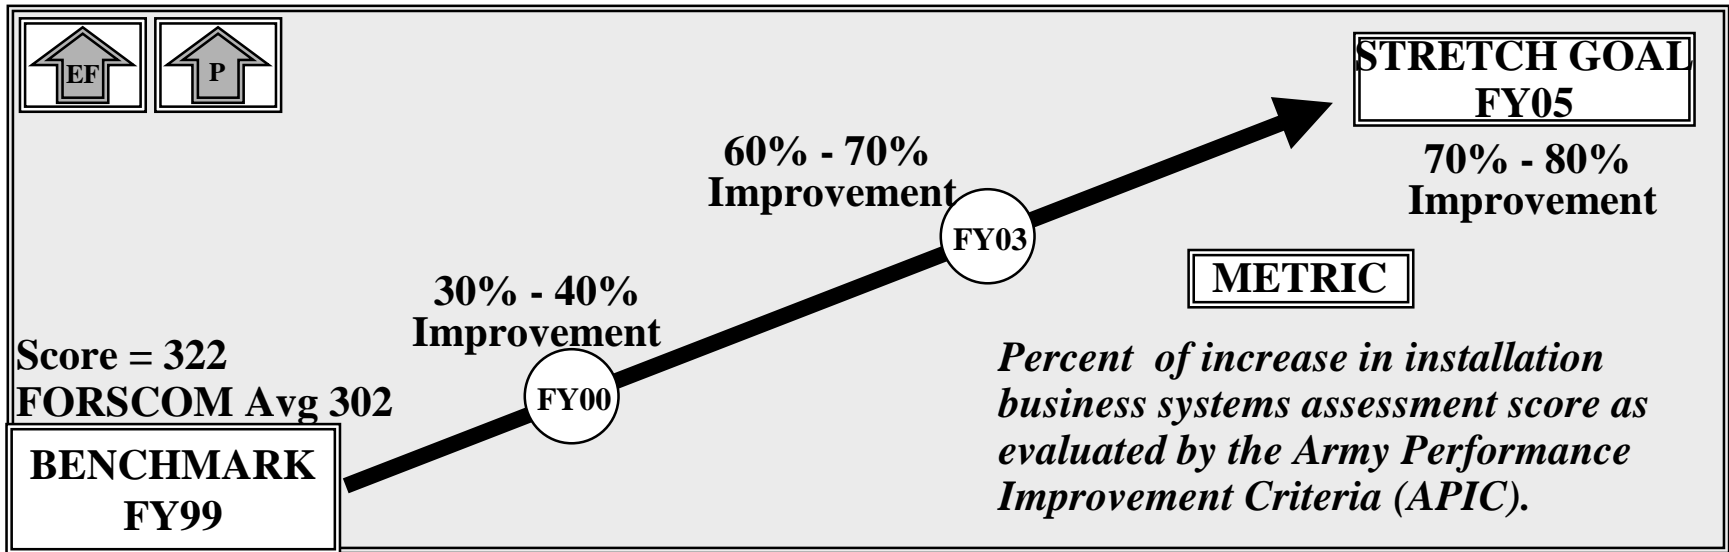 EF
P
STRETCH GOAL
FY05
70% - 80%
Improvement
60% - 70%
Improvement
FY03
METRIC
30% - 40%
Improvement
FY00
Score = 322
FORSCOM Avg 302
BENCHMARK
FY99
Percent of increase in installation
business systems assessment score as
evaluated by the Army Performance
Improvement Criteria (APIC).